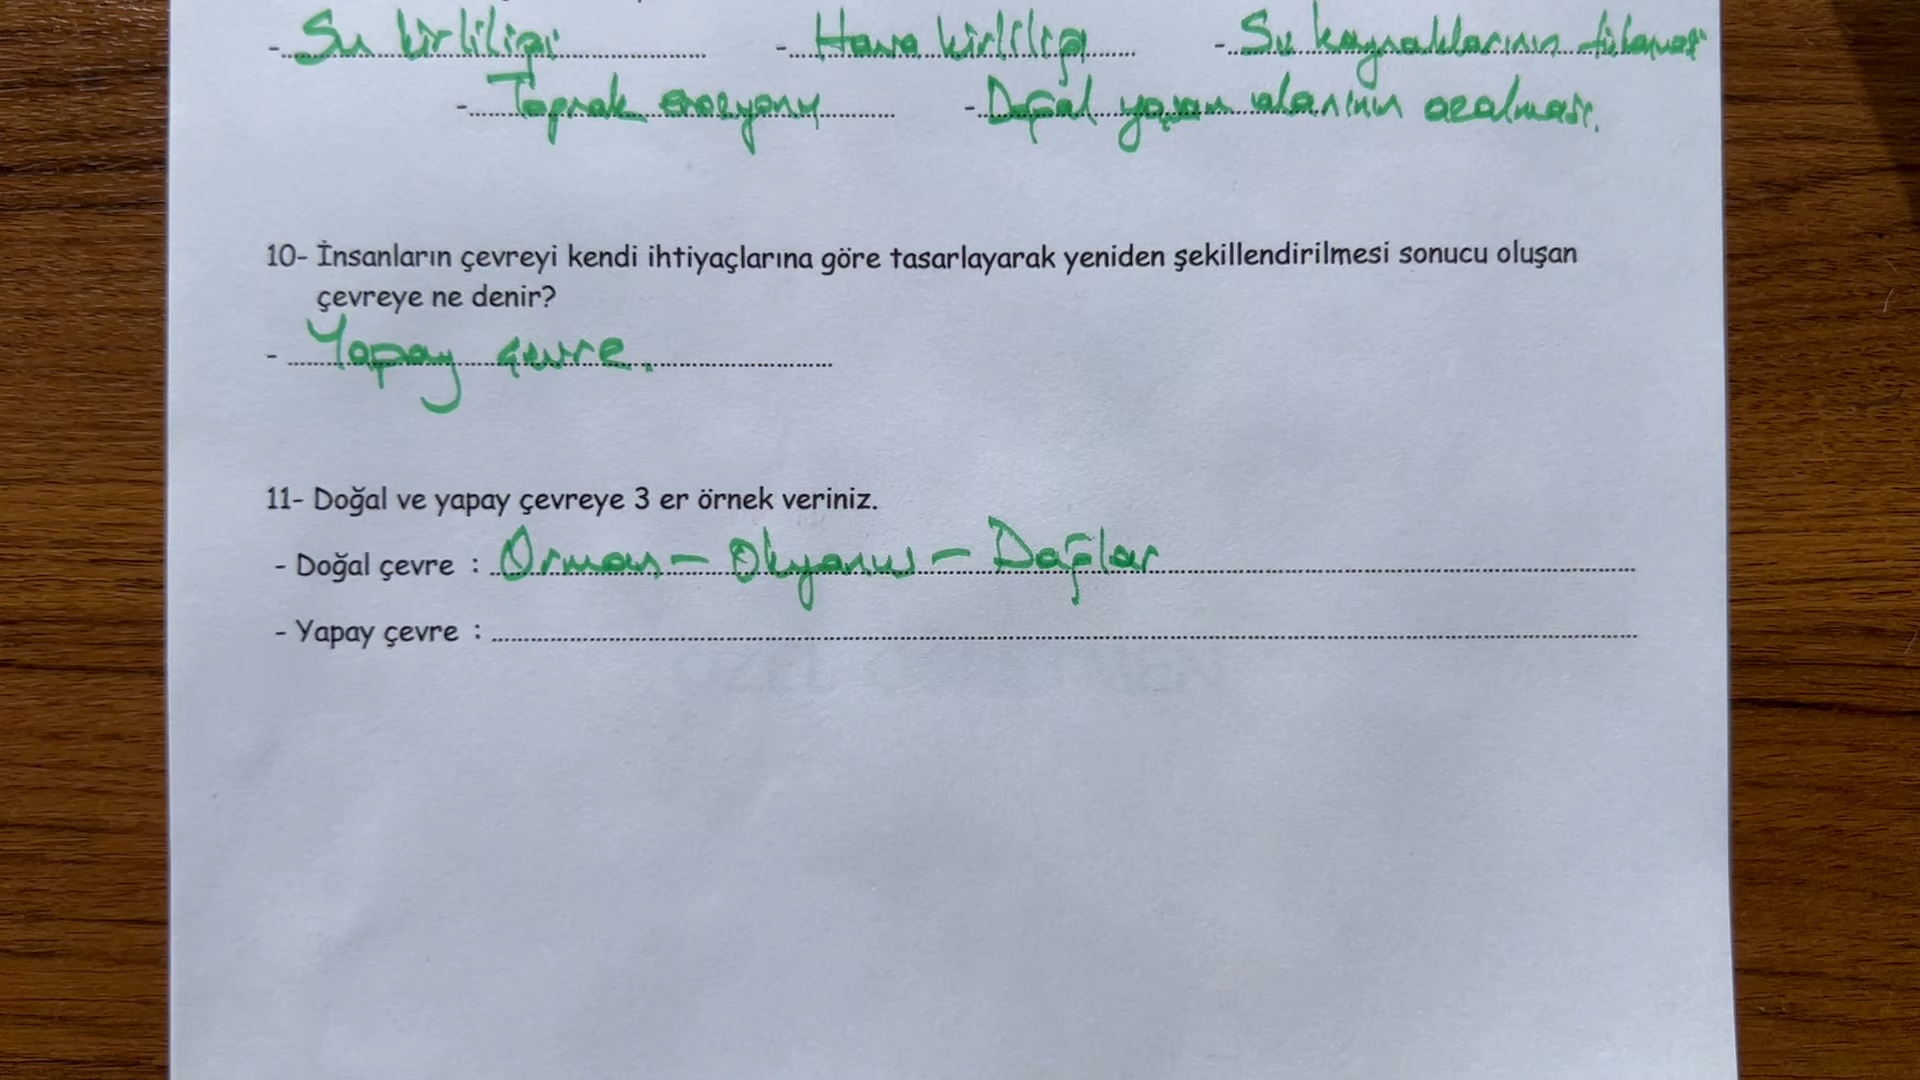 - Su kirliliği - Hava kirliliği - Su kaynaklarının tükenmesi
- Toprak erozyonu - Doğal yaşam alanının azalması.
10- İnsanların çevreyi kendi ihtiyaçlarına göre tasarlayarak yeniden şekillendirilmesi sonucu oluşan
çevreye ne denir?
- Yapay çevre.
11- Doğal ve yapay çevreye 3 er örnek veriniz.
- Doğal çevre : Orman - Okyanus - Dağlar
- Yapay çevre :